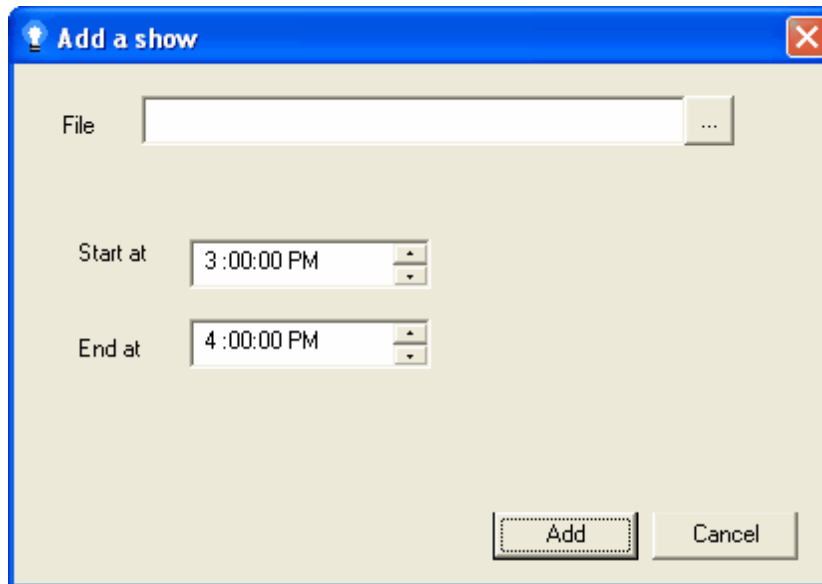 Add a show
File ...
Start at 3 :00:00 PM
End at 4 :00:00 PM
Add Cancel